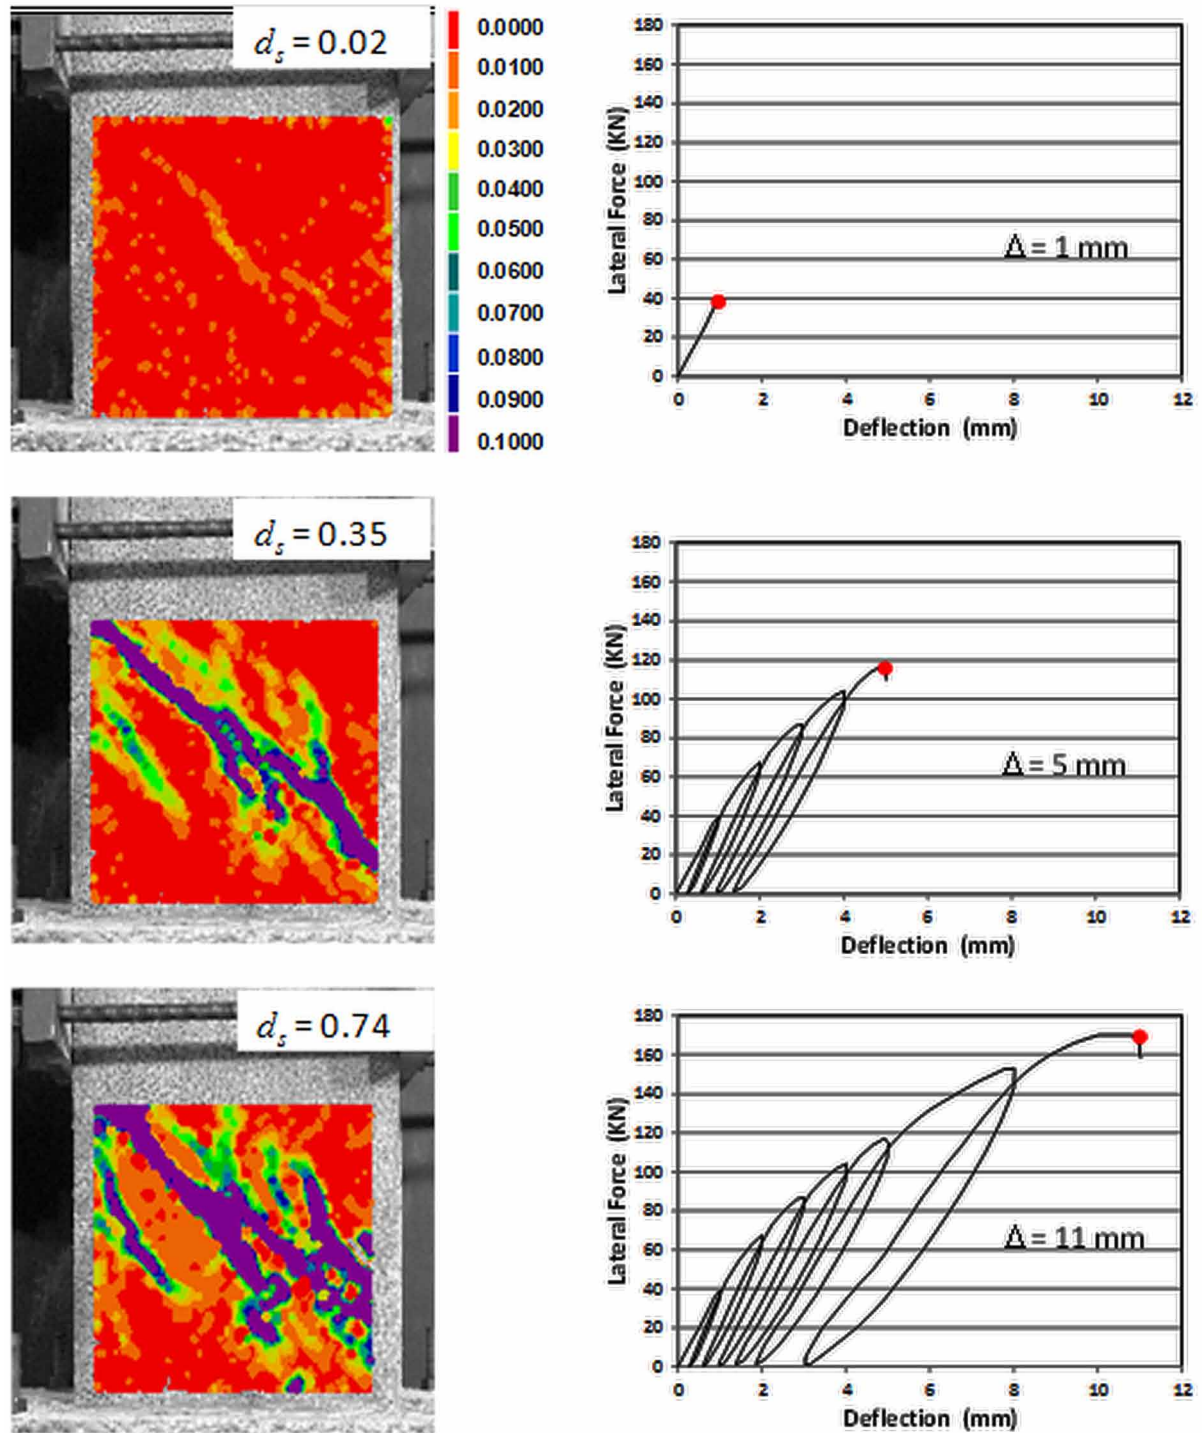 d_s = 0.02
0.0000
0.0100
0.0200
0.0300
0.0400
0.0500
0.0600
0.0700
0.0800
0.0900
0.1000
Lateral Force (KN)
180
160
140
120
100
80
60
40
20
0
Δ = 1 mm
0 2 4 6 8 10 12
Deflection (mm)
d_s = 0.35
Lateral Force (KN)
180
160
140
120
100
80
60
40
20
0
Δ = 5 mm
0 2 4 6 8 10 12
Deflection (mm)
d_s = 0.74
Lateral Force (KN)
180
160
140
120
100
80
60
40
20
0
Δ = 11 mm
0 2 4 6 8 10 12
Deflection (mm)